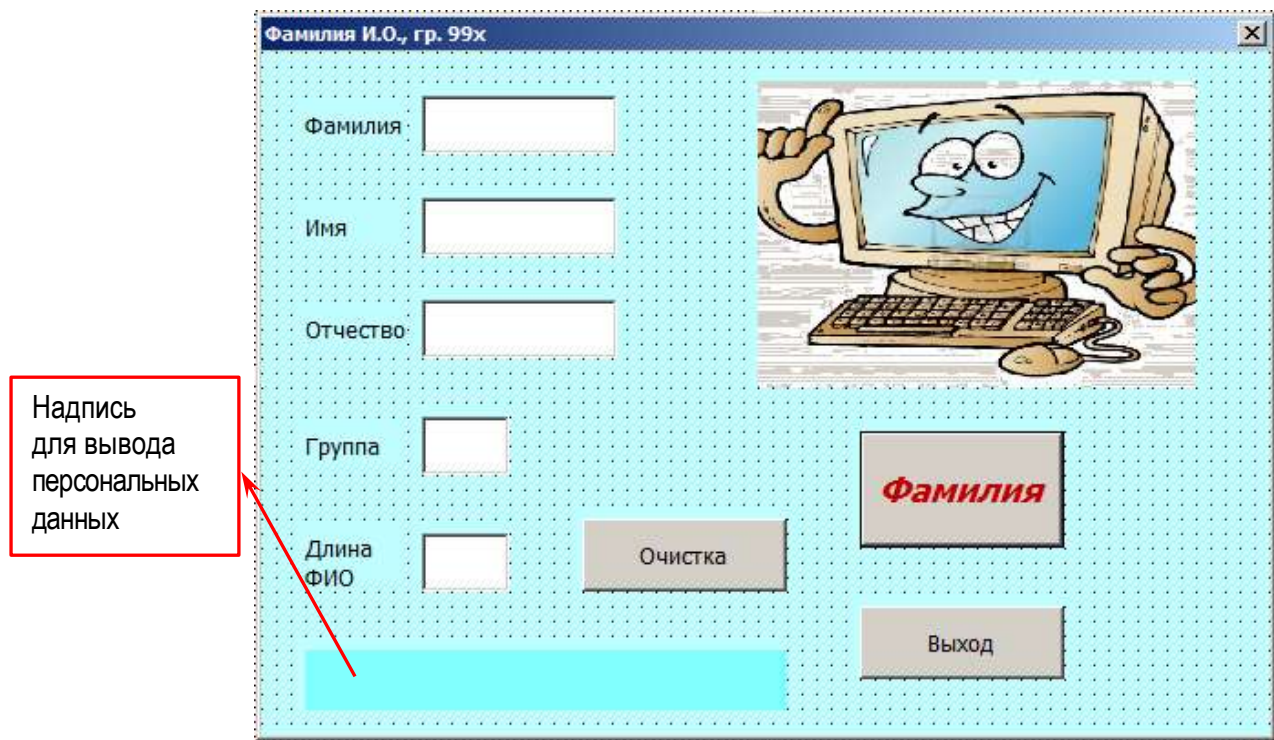 Фамилия И.О., гр. 99х
Фамилия
Имя
Отчество
Надпись
для вывода
персональных
данных
Группа
Фамилия
Длина
ФИО
Очистка
Выход